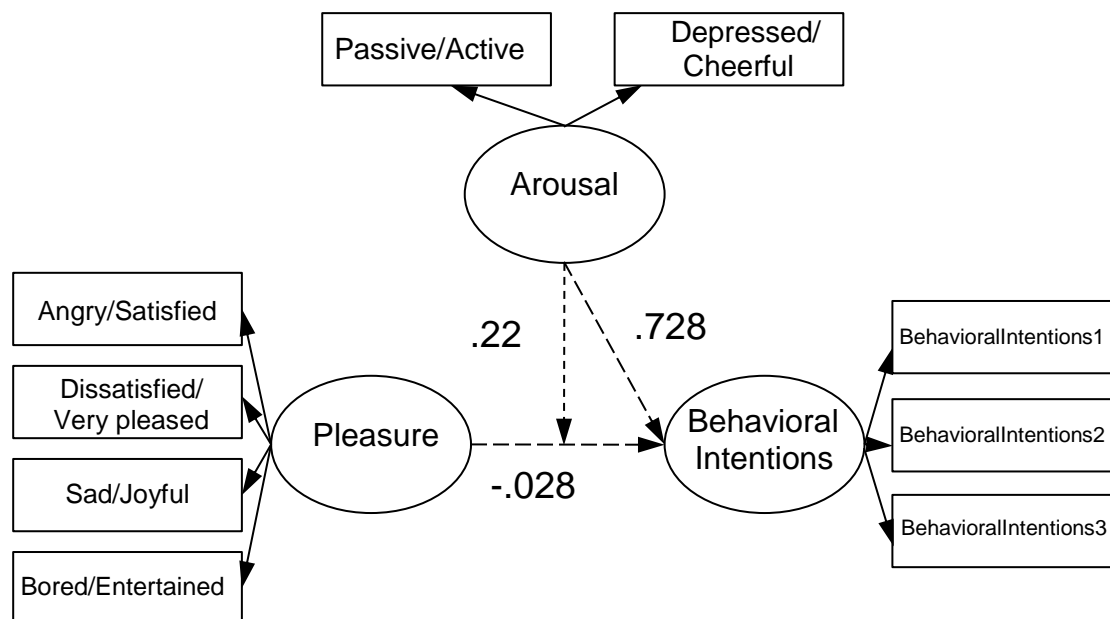 Passive/Active
Depressed/
Cheerful
Arousal
Angry/Satisfied
.22
.728
BehavioralIntentions1
Dissatisfied/
Very pleased
Pleasure
Behavioral
Intentions
BehavioralIntentions2
-.028
Sad/Joyful
BehavioralIntentions3
Bored/Entertained